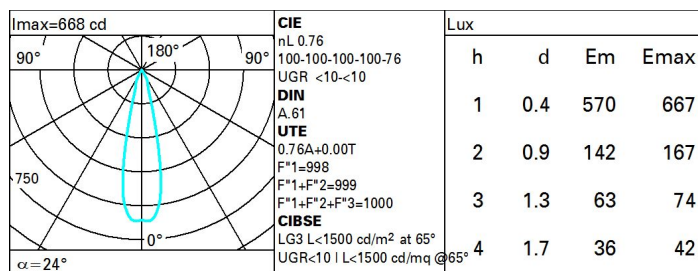 Imax=668 cd
90°
180°
90°
750
0°
α=24°
CIE
nL 0.76
100-100-100-100-76
UGR <10-<10
DIN
A.61
UTE
0.76A+0.00T
F"1=998
F"1+F"2=999
F"1+F"2+F"3=1000
CIBSE
LG3 L<1500 cd/m² at 65°
UGR<10 | L<1500 cd/mq @65°
Lux
h d Em Emax
1 0.4 570 667
2 0.9 142 167
3 1.3 63 74
4 1.7 36 42